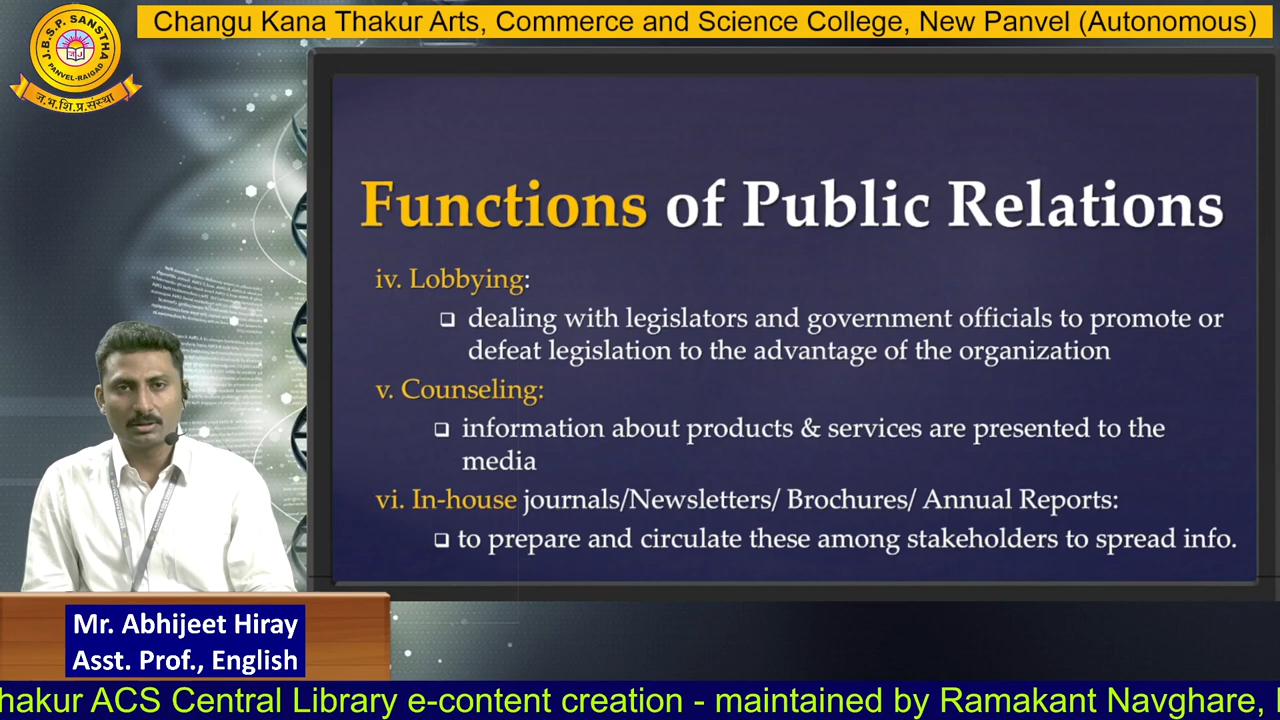 Changu Kana Thakur Arts, Commerce and Science College, New Panvel (Autonomous)
J.B.S.P. SANSTHA
PANVEL-RAIGAD
ज.भ.शि.प्र.संस्था
Functions of Public Relations
iv. Lobbying:
❑ dealing with legislators and government officials to promote or
defeat legislation to the advantage of the organization
v. Counseling:
❑ information about products & services are presented to the
media
vi. In-house journals/Newsletters/ Brochures/ Annual Reports:
❑ to prepare and circulate these among stakeholders to spread info.
Mr. Abhijeet Hiray
Asst. Prof., English
hakur ACS Central Library e-content creation - maintained by Ramakant Navghare,